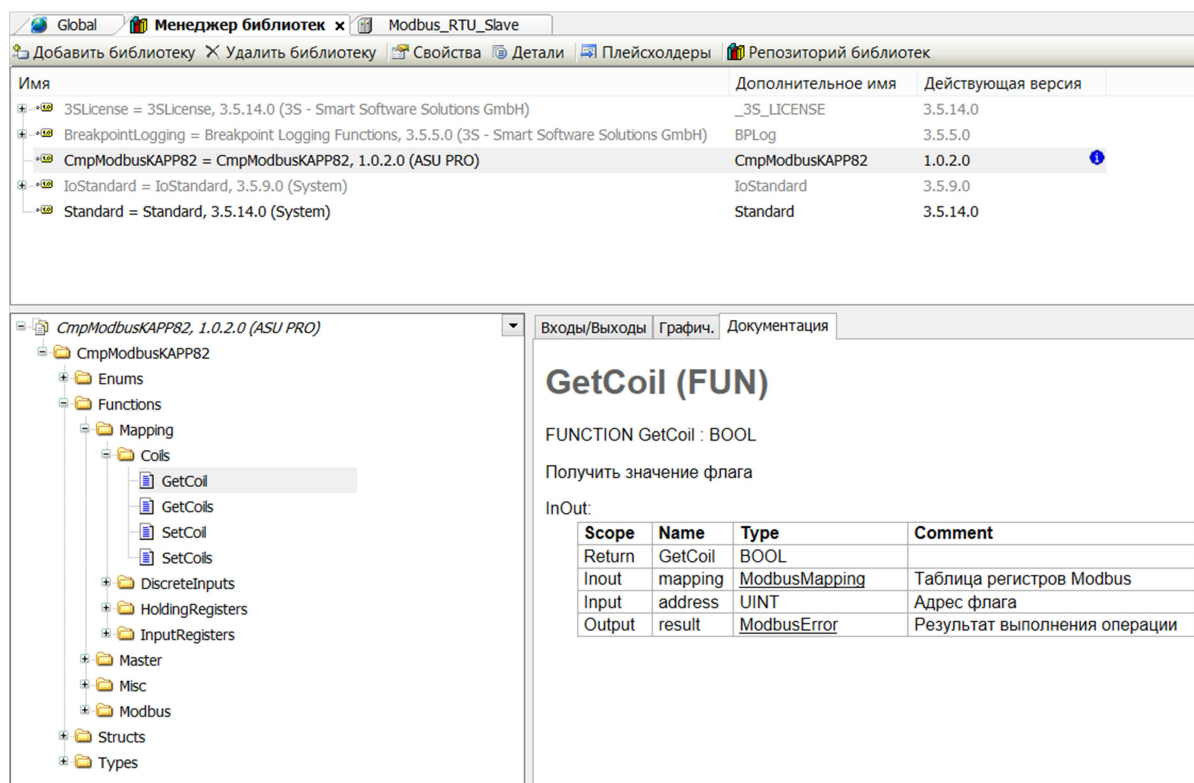 Global Менеджер библиотек x Modbus_RTU_Slave
Добавить библиотеку Удалить библиотеку Свойства Детали Плейсхолдеры Репозиторий библиотек
Имя Дополнительное имя Действующая версия
3SLicense = 3SLicense, 3.5.14.0 (3S - Smart Software Solutions GmbH) _3S_LICENSE 3.5.14.0
BreakpointLogging = Breakpoint Logging Functions, 3.5.5.0 (3S - Smart Software Solutions GmbH) BPLog 3.5.5.0
CmpModbusKAPP82 = CmpModbusKAPP82, 1.0.2.0 (ASU PRO) CmpModbusKAPP82 1.0.2.0
IoStandard = IoStandard, 3.5.9.0 (System) IoStandard 3.5.9.0
Standard = Standard, 3.5.14.0 (System) Standard 3.5.14.0
CmpModbusKAPP82, 1.0.2.0 (ASU PRO)
CmpModbusKAPP82
Enums
Functions
Mapping
Coils
GetCoil
GetCoils
SetCoil
SetCoils
DiscreteInputs
HoldingRegisters
InputRegisters
Master
Misc
Modbus
Structs
Types
Входы/Выходы Графич. Документация
GetCoil (FUN)
FUNCTION GetCoil : BOOL
Получить значение флага
InOut:
Scope Name Type Comment
Return GetCoil BOOL
Inout mapping ModbusMapping Таблица регистров Modbus
Input address UINT Адрес флага
Output result ModbusError Результат выполнения операции